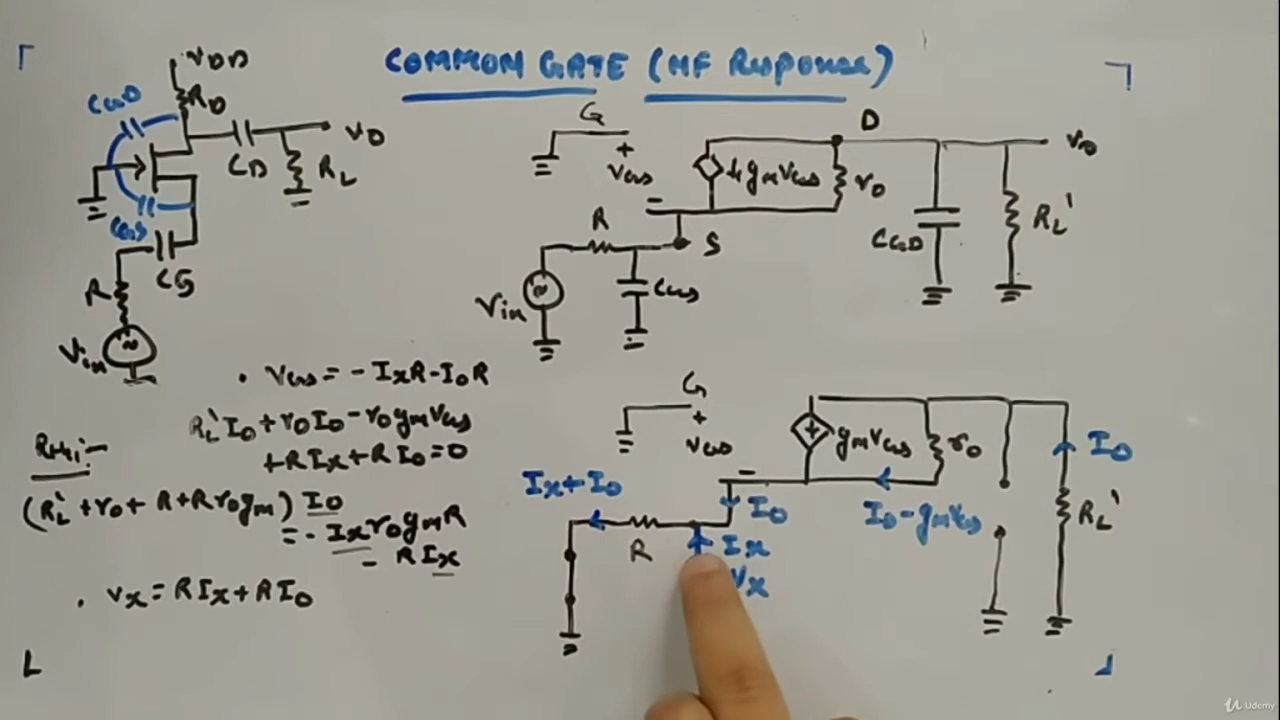 COMMON GATE (HF RESPONSE)
VDD
RD
CGD
CD
VO
RL
CGS
CS
R
Vin
G
+
VGS
-
gmVGS
rO
D
VO
S
R
CGS
Vin
CGD
RL'
• VGS = -IxR - IOR
RL'IO + rOIO - rOgmVGS
+ RIx + RIO = 0
RHi:-
(RL' + rO + R + RrOgm) IO
= - IxrOgmR
- RIx
• Vx = RIx + RIO
G
+
VGS
-
gmVGS
rO
IO
Ix+IO
IO
IO-gmVGS
RL'
R
Ix
Vx
Udemy